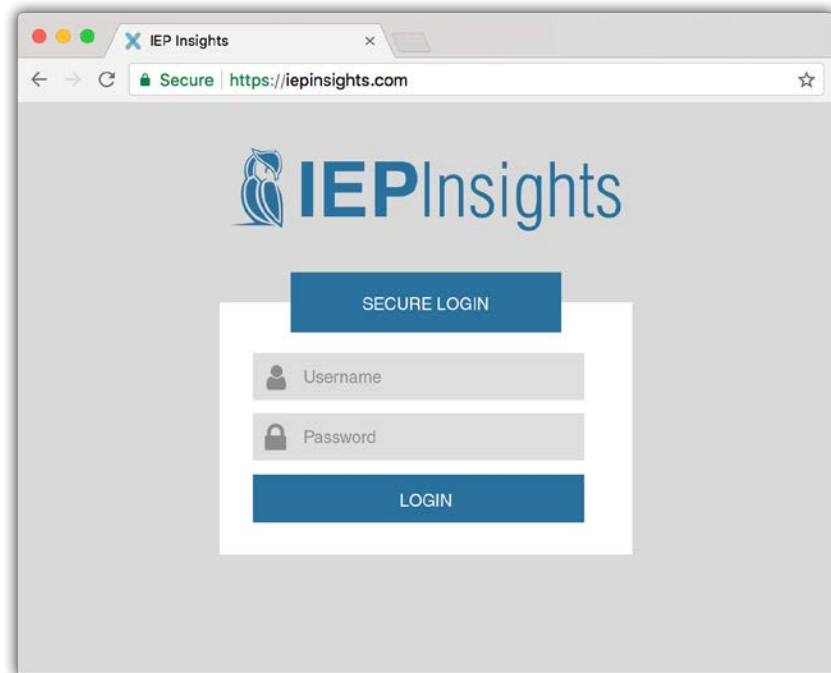 IEP Insights
Secure https://iepinsights.com
IEPInsights
SECURE LOGIN
Username
Password
LOGIN